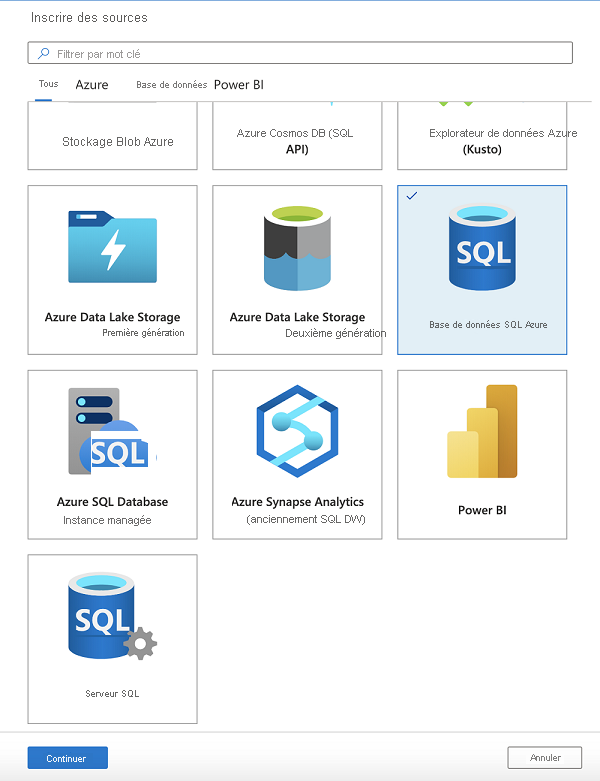 Inscrire des sources
Filtrer par mot clé
Tous Azure Base de données Power BI
Stockage Blob Azure
Azure Cosmos DB (SQL
API)
Explorateur de données Azure
(Kusto)
Azure Data Lake Storage
Première génération
Azure Data Lake Storage
Deuxième génération
SQL
Base de données SQL Azure
SQL
Azure SQL Database
Instance managée
Azure Synapse Analytics
(anciennement SQL DW)
Power BI
SQL
Serveur SQL
Continuer
Annuler